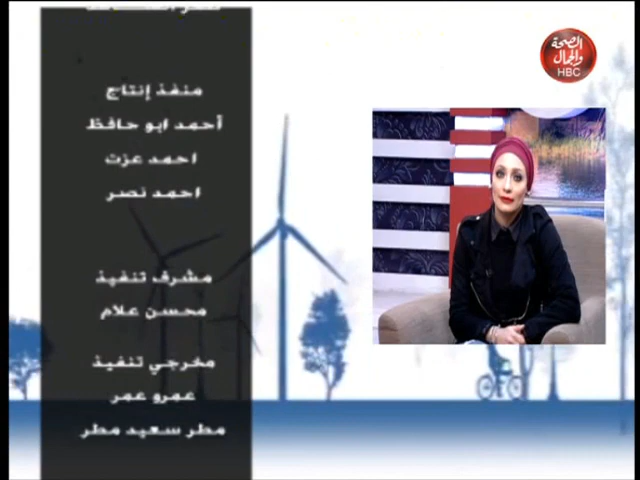 الصحة
والجمال
HBC
منفذ إنتاج
أحمد ابو حافظ
احمد عزت
احمد نصر
مشرف تنفيذ
محسن علام
مخرجي تنفيذ
عمرو عمر
مطر سعيد مطر